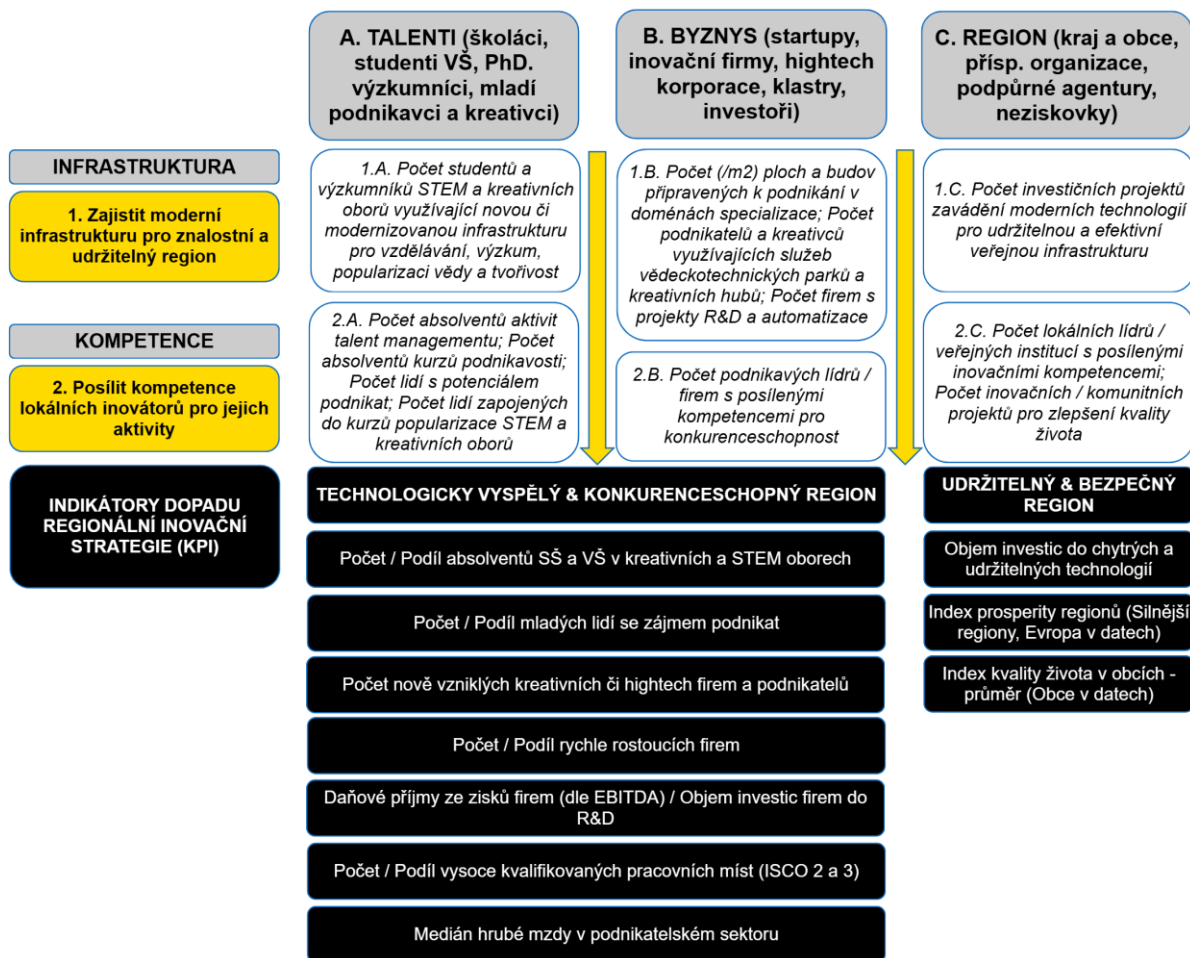 A. TALENTI (školáci,
studenti VŠ, PhD.
výzkumníci, mladí
podnikavci a kreativci)
B. BYZNYS (startupy,
inovační firmy, hightech
korporace, klastry,
investoři)
C. REGION (kraj a obce,
přísp. organizace,
podpůrné agentury,
neziskovky)
INFRASTRUKTURA
1. Zajistit moderní
infrastrukturu pro znalostní a
udržitelný region
1.A. Počet studentů a
výzkumníků STEM a kreativních
oborů využívající novou či
modernizovanou infrastrukturu
pro vzdělávání, výzkum,
popularizaci vědy a tvořivost
1.B. Počet (/m2) ploch a budov
připravených k podnikání v
doménách specializace; Počet
podnikatelů a kreativců
využívajících služeb
vědeckotechnických parků a
kreativních hubů; Počet firem s
projekty R&D a automatizace
1.C. Počet investičních projektů
zavádění moderních technologií
pro udržitelnou a efektivní
veřejnou infrastrukturu
KOMPETENCE
2. Posílit kompetence
lokálních inovátorů pro jejich
aktivity
2.A. Počet absolventů aktivit
talent managementu; Počet
absolventů kurzů podnikavosti;
Počet lidí s potenciálem
podnikat; Počet lidí zapojených
do kurzů popularizace STEM a
kreativních oborů
2.B. Počet podnikavých lídrů /
firem s posílenými
kompetencemi pro
konkurenceschopnost
2.C. Počet lokálních lídrů /
veřejných institucí s posílenými
inovačními kompetencemi;
Počet inovačních / komunitních
projektů pro zlepšení kvality
života
INDIKÁTORY DOPADU
REGIONÁLNÍ INOVAČNÍ
STRATEGIE (KPI)
TECHNOLOGICKY VYSPĚLÝ & KONKURENCESCHOPNÝ REGION
Počet / Podíl absolventů SŠ a VŠ v kreativních a STEM oborech
Počet / Podíl mladých lidí se zájmem podnikat
Počet nově vzniklých kreativních či hightech firem a podnikatelů
Počet / Podíl rychle rostoucích firem
Daňové příjmy ze zisků firem (dle EBITDA) / Objem investic firem do
R&D
Počet / Podíl vysoce kvalifikovaných pracovních míst (ISCO 2 a 3)
Medián hrubé mzdy v podnikatelském sektoru
UDRŽITELNÝ & BEZPEČNÝ
REGION
Objem investic do chytrých a
udržitelných technologií
Index prosperity regionů (Silnější
regiony, Evropa v datech)
Index kvality života v obcích -
průměr (Obce v datech)